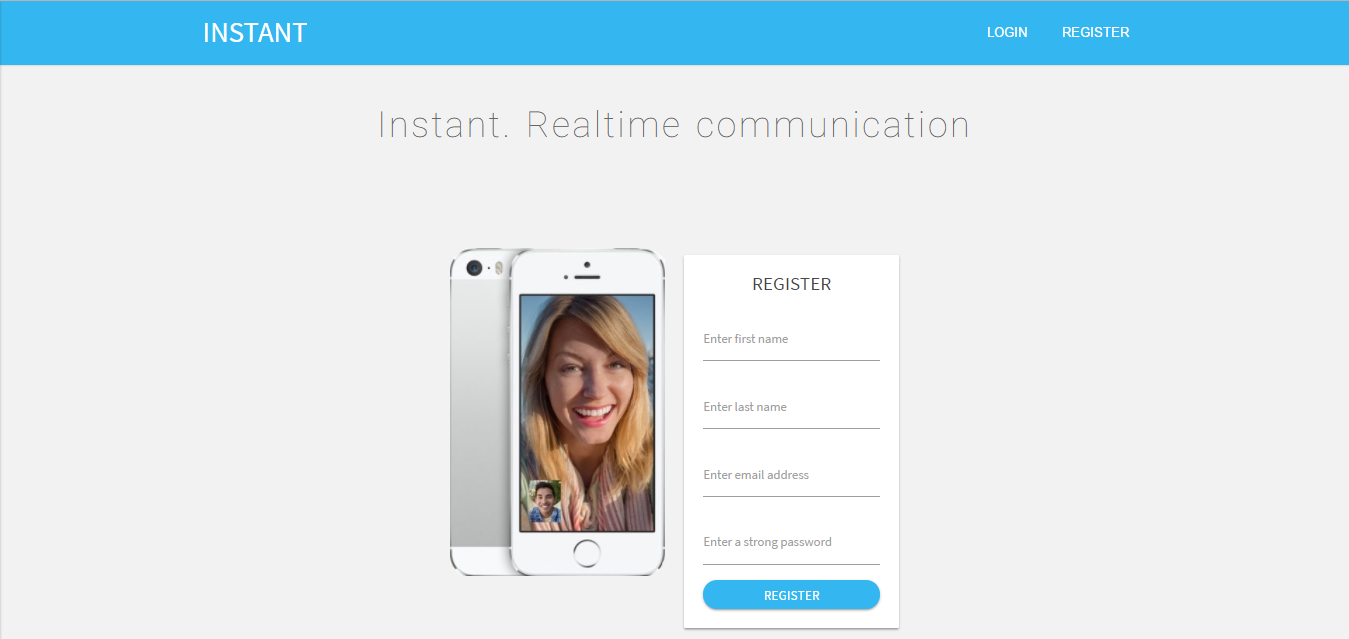 INSTANT
LOGIN
REGISTER
Instant. Realtime communication
REGISTER
Enter first name
Enter last name
Enter email address
Enter a strong password
REGISTER